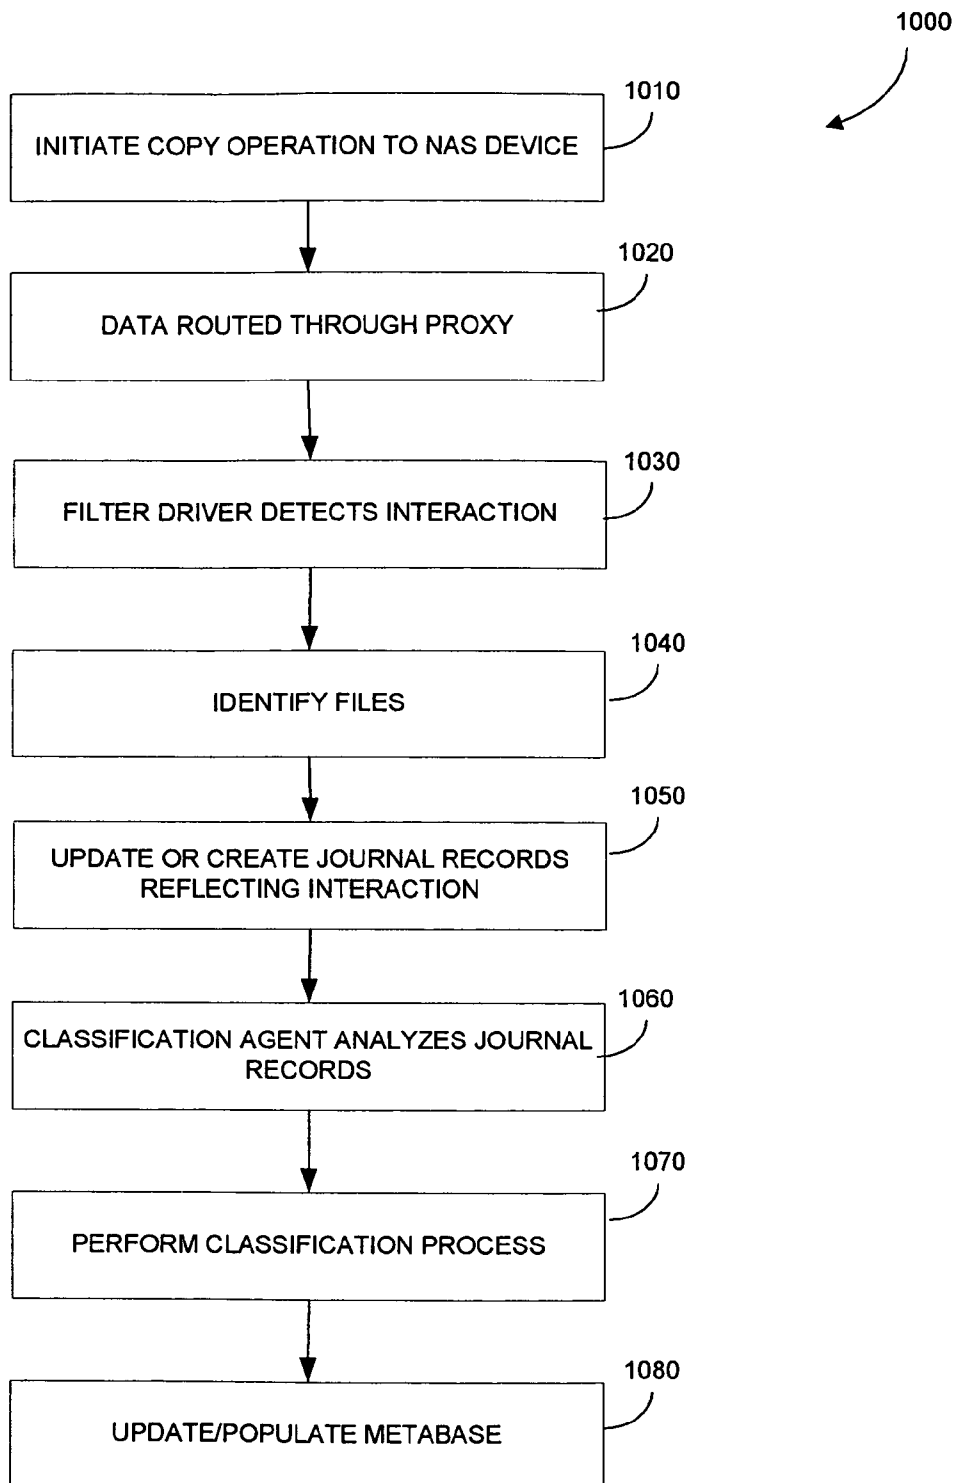 1000
1010
INITIATE COPY OPERATION TO NAS DEVICE
1020
DATA ROUTED THROUGH PROXY
1030
FILTER DRIVER DETECTS INTERACTION
1040
IDENTIFY FILES
1050
UPDATE OR CREATE JOURNAL RECORDS
REFLECTING INTERACTION
1060
CLASSIFICATION AGENT ANALYZES JOURNAL
RECORDS
1070
PERFORM CLASSIFICATION PROCESS
1080
UPDATE/POPULATE METABASE